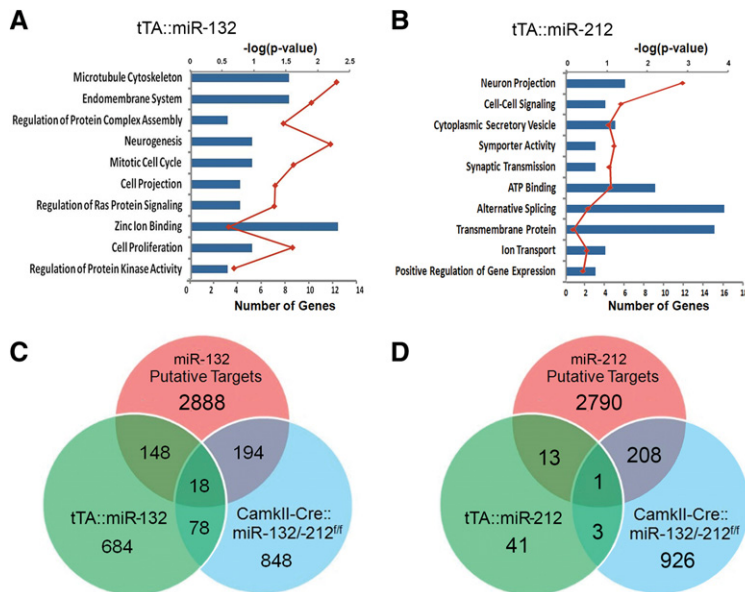 A
tTA::miR-132
-log(p-value)
0 0.5 1 1.5 2 2.5
Microtubule Cytoskeleton
Endomembrane System
Regulation of Protein Complex Assembly
Neurogenesis
Mitotic Cell Cycle
Cell Projection
Regulation of Ras Protein Signaling
Zinc Ion Binding
Cell Proliferation
Regulation of Protein Kinase Activity
0 2 4 6 8 10 12 14
Number of Genes
B
tTA::miR-212
-log(p-value)
0 1 2 3 4
Neuron Projection
Cell-Cell Signaling
Cytoplasmic Secretory Vesicle
Symporter Activity
Synaptic Transmission
ATP Binding
Alternative Splicing
Transmembrane Protein
Ion Transport
Positive Regulation of Gene Expression
0 2 4 6 8 10 12 14 16
Number of Genes
C
miR-132
Putative Targets
2888
148
194
18
78
tTA::miR-132
684
CamkII-Cre::
miR-132/-212f/f
848
D
miR-212
Putative Targets
2790
13
208
1
3
tTA::miR-212
41
CamkII-Cre::
miR-132/-212f/f
926